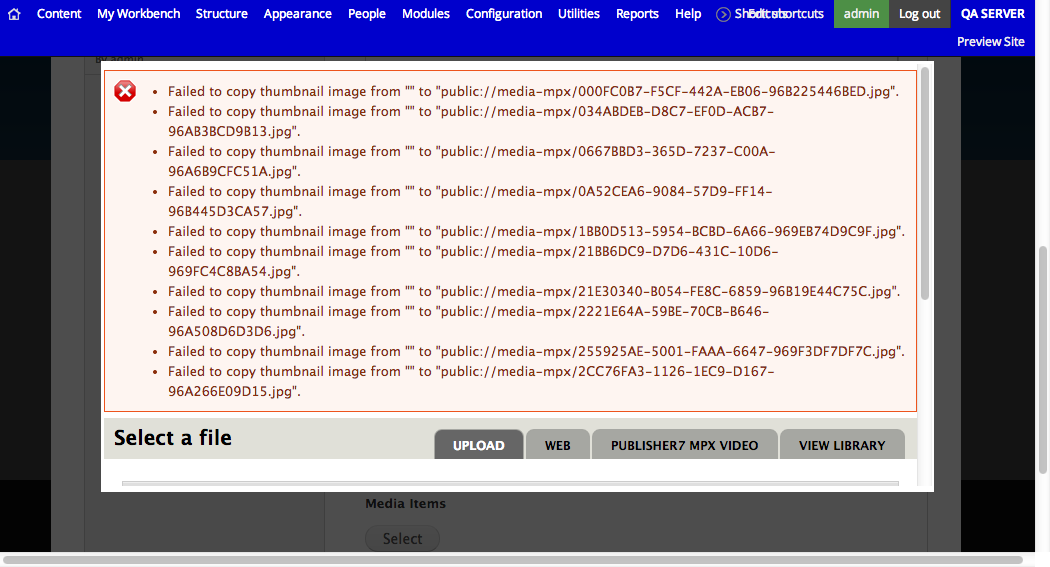 Content My Workbench Structure Appearance People Modules Configuration Utilities Reports Help Shortcuts Edit shortcuts admin Log out QA SERVER
Preview Site
By admin
Failed to copy thumbnail image from "" to "public://media-mpx/000FC0B7-F5CF-442A-EB06-96B225446BED.jpg".
Failed to copy thumbnail image from "" to "public://media-mpx/034ABDEB-D8C7-EF0D-ACB7-
96AB3BCD9B13.jpg".
Failed to copy thumbnail image from "" to "public://media-mpx/0667BBD3-365D-7237-C00A-
96A6B9CFC51A.jpg".
Failed to copy thumbnail image from "" to "public://media-mpx/0A52CEA6-9084-57D9-FF14-
96B445D3CA57.jpg".
Failed to copy thumbnail image from "" to "public://media-mpx/1BB0D513-5954-BCBD-6A66-969EB74D9C9F.jpg".
Failed to copy thumbnail image from "" to "public://media-mpx/21BB6DC9-D7D6-431C-10D6-
969FC4C8BA54.jpg".
Failed to copy thumbnail image from "" to "public://media-mpx/21E30340-B054-FE8C-6859-96B19E44C75C.jpg".
Failed to copy thumbnail image from "" to "public://media-mpx/2221E64A-59BE-70CB-B646-
96A508D6D3D6.jpg".
Failed to copy thumbnail image from "" to "public://media-mpx/255925AE-5001-FAAA-6647-969F3DF7DF7C.jpg".
Failed to copy thumbnail image from "" to "public://media-mpx/2CC76FA3-1126-1EC9-D167-
96A266E09D15.jpg".
Select a file
UPLOAD WEB PUBLISHER7 MPX VIDEO VIEW LIBRARY
Media Items
Select